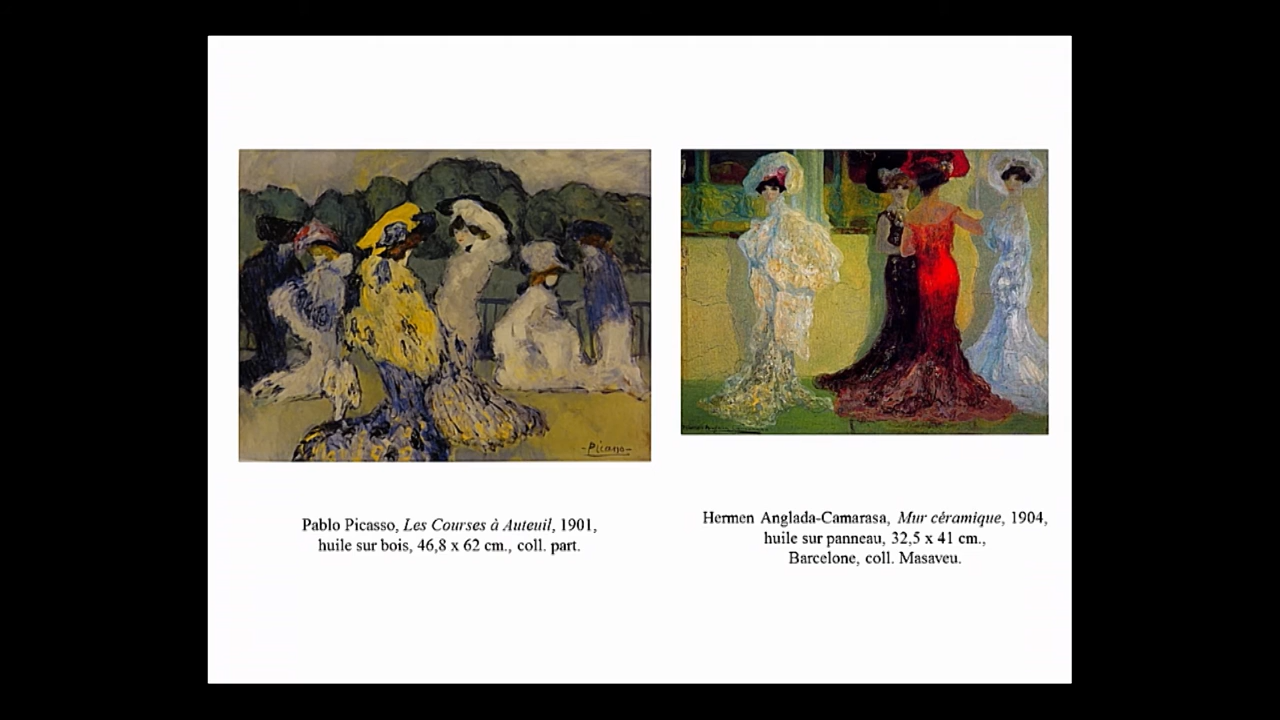 -Picasso-
Pablo Picasso, Les Courses à Auteuil, 1901,
huile sur bois, 46,8 x 62 cm., coll. part.
Hermen Anglada-Camarasa, Mur céramique, 1904,
huile sur panneau, 32,5 x 41 cm.,
Barcelone, coll. Masaveu.